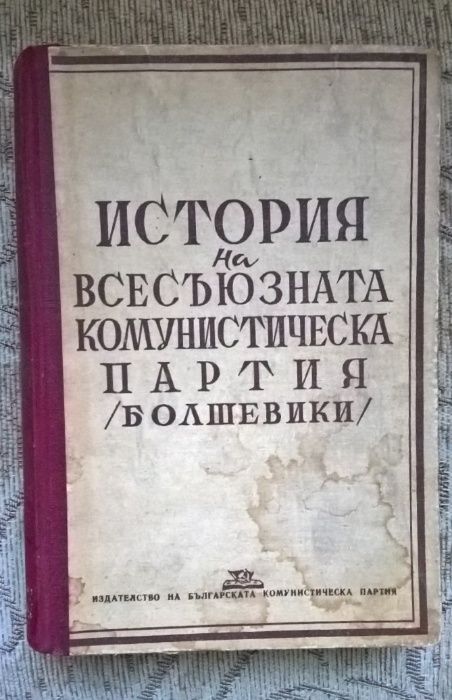 ИСТОРИЯ
на
ВСЕСЪЮЗНАТА
КОМУНИСТИЧЕСКА
ПАРТИЯ
/БОЛШЕВИКИ/
ИЗДАТЕЛСТВО НА БЪЛГАРСКАТА КОМУНИСТИЧЕСКА ПАРТИЯ